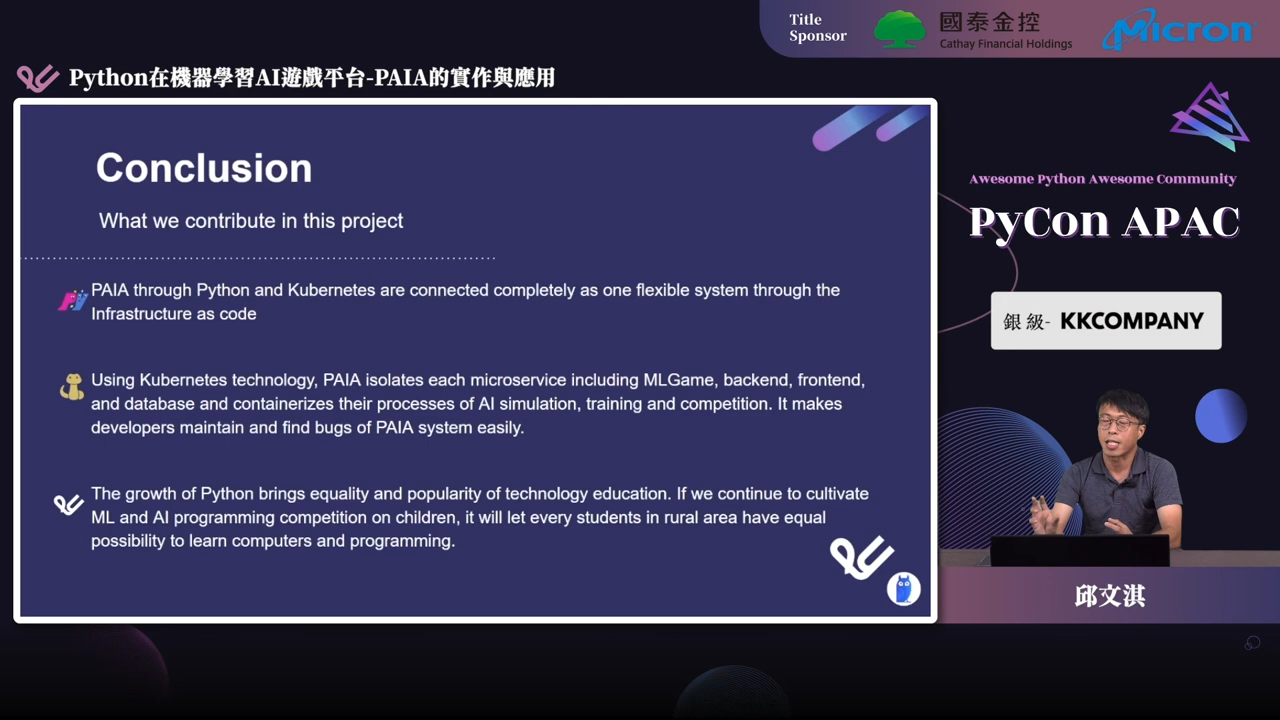 Title
Sponsor
國泰金控
Cathay Financial Holdings
Micron
Python在機器學習AI遊戲平台-PAIA的實作與應用
Conclusion
What we contribute in this project
PAIA through Python and Kubernetes are connected completely as one flexible system through the
Infrastructure as code
Using Kubernetes technology, PAIA isolates each microservice including MLGame, backend, frontend,
and database and containerizes their processes of AI simulation, training and competition. It makes
developers maintain and find bugs of PAIA system easily.
The growth of Python brings equality and popularity of technology education. If we continue to cultivate
ML and AI programming competition on children, it will let every students in rural area have equal
possibility to learn computers and programming.
Awesome Python Awesome Community
PyCon APAC
銀級- KKCOMPANY
邱文淇